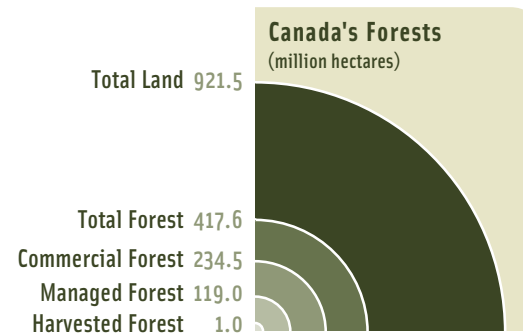 Canada's Forests
(million hectares)
Total Land 921.5
Total Forest 417.6
Commercial Forest 234.5
Managed Forest 119.0
Harvested Forest 1.0